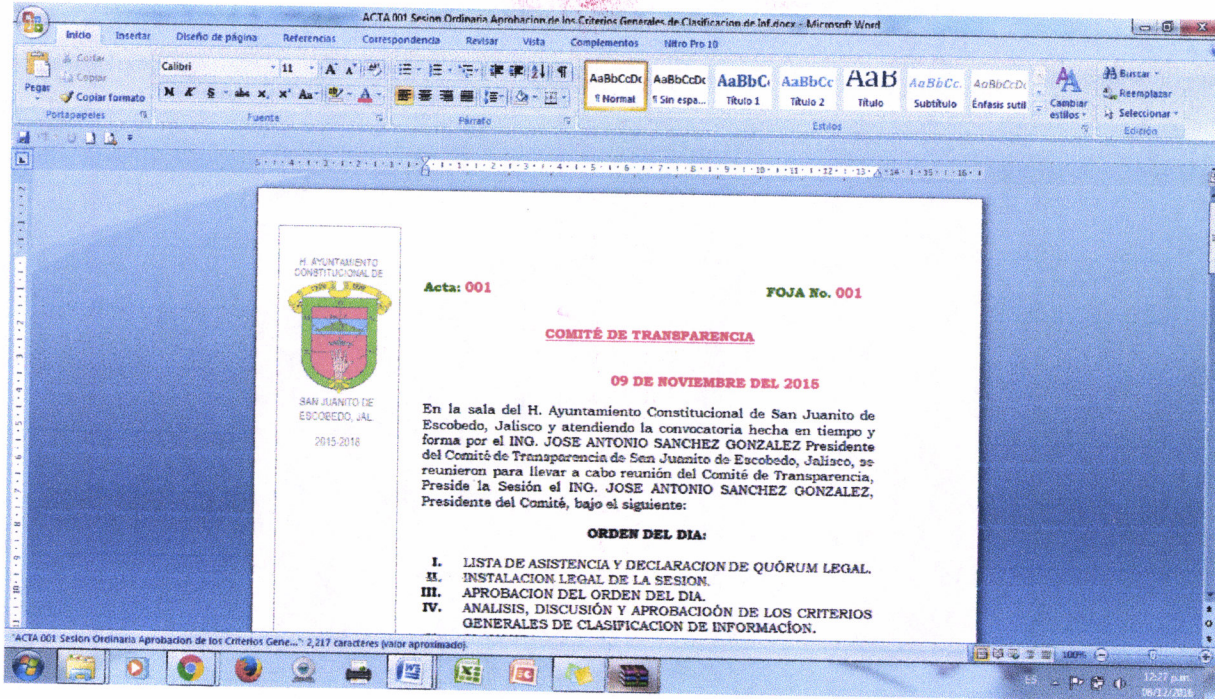 ACTA 001 Sesion Ordinaria Aprobacion de los Criterios Generales de Clasificacion de Inf.docx - Microsoft Word
Inicio Insertar Diseño de página Referencias Correspondencia Revisar Vista Complementos Nitro Pro 10
Pegar
Cortar
Copiar
Copiar formato
Portapapeles
Calibri 11
N K S abc x, x² Aa A
Fuente
Párrafo
AaBbCcDc AaBbCcDc AaBbC AaBbCc AaB AaBbCc. AaBbCcDc
¶ Normal ¶ Sin espa... Título 1 Título 2 Título Subtítulo Énfasis sutil
Estilos
Cambiar estilos
Buscar
Reemplazar
Seleccionar
Edición
H. AYUNTAMIENTO
CONSTITUCIONAL DE
SAN JUANITO DE
ESCOBEDO, JAL
2015-2018
Acta: 001 FOJA No. 001
COMITÉ DE TRANSPARENCIA
09 DE NOVIEMBRE DEL 2015
En la sala del H. Ayuntamiento Constitucional de San Juanito de
Escobedo, Jalisco y atendiendo la convocatoria hecha en tiempo y
forma por el ING. JOSE ANTONIO SANCHEZ GONZALEZ Presidente
del Comité de Transparencia de San Juanito de Escobedo, Jalisco, se
reunieron para llevar a cabo reunión del Comité de Transparencia,
Preside la Sesión el ING. JOSE ANTONIO SANCHEZ GONZALEZ,
Presidente del Comité, bajo el siguiente:
ORDEN DEL DIA:
I. LISTA DE ASISTENCIA Y DECLARACION DE QUÓRUM LEGAL.
II. INSTALACION LEGAL DE LA SESION.
III. APROBACION DEL ORDEN DEL DIA.
IV. ANALISIS, DISCUSIÓN Y APROBACIOÓN DE LOS CRITERIOS
GENERALES DE CLASIFICACION DE INFORMACÍON.
"ACTA 001 Sesion Ordinaria Aprobacion de los Criterios Gene...": 2,217 caracteres (valor aproximado).
100%
ES
12:27 p.m.
08/12/2016